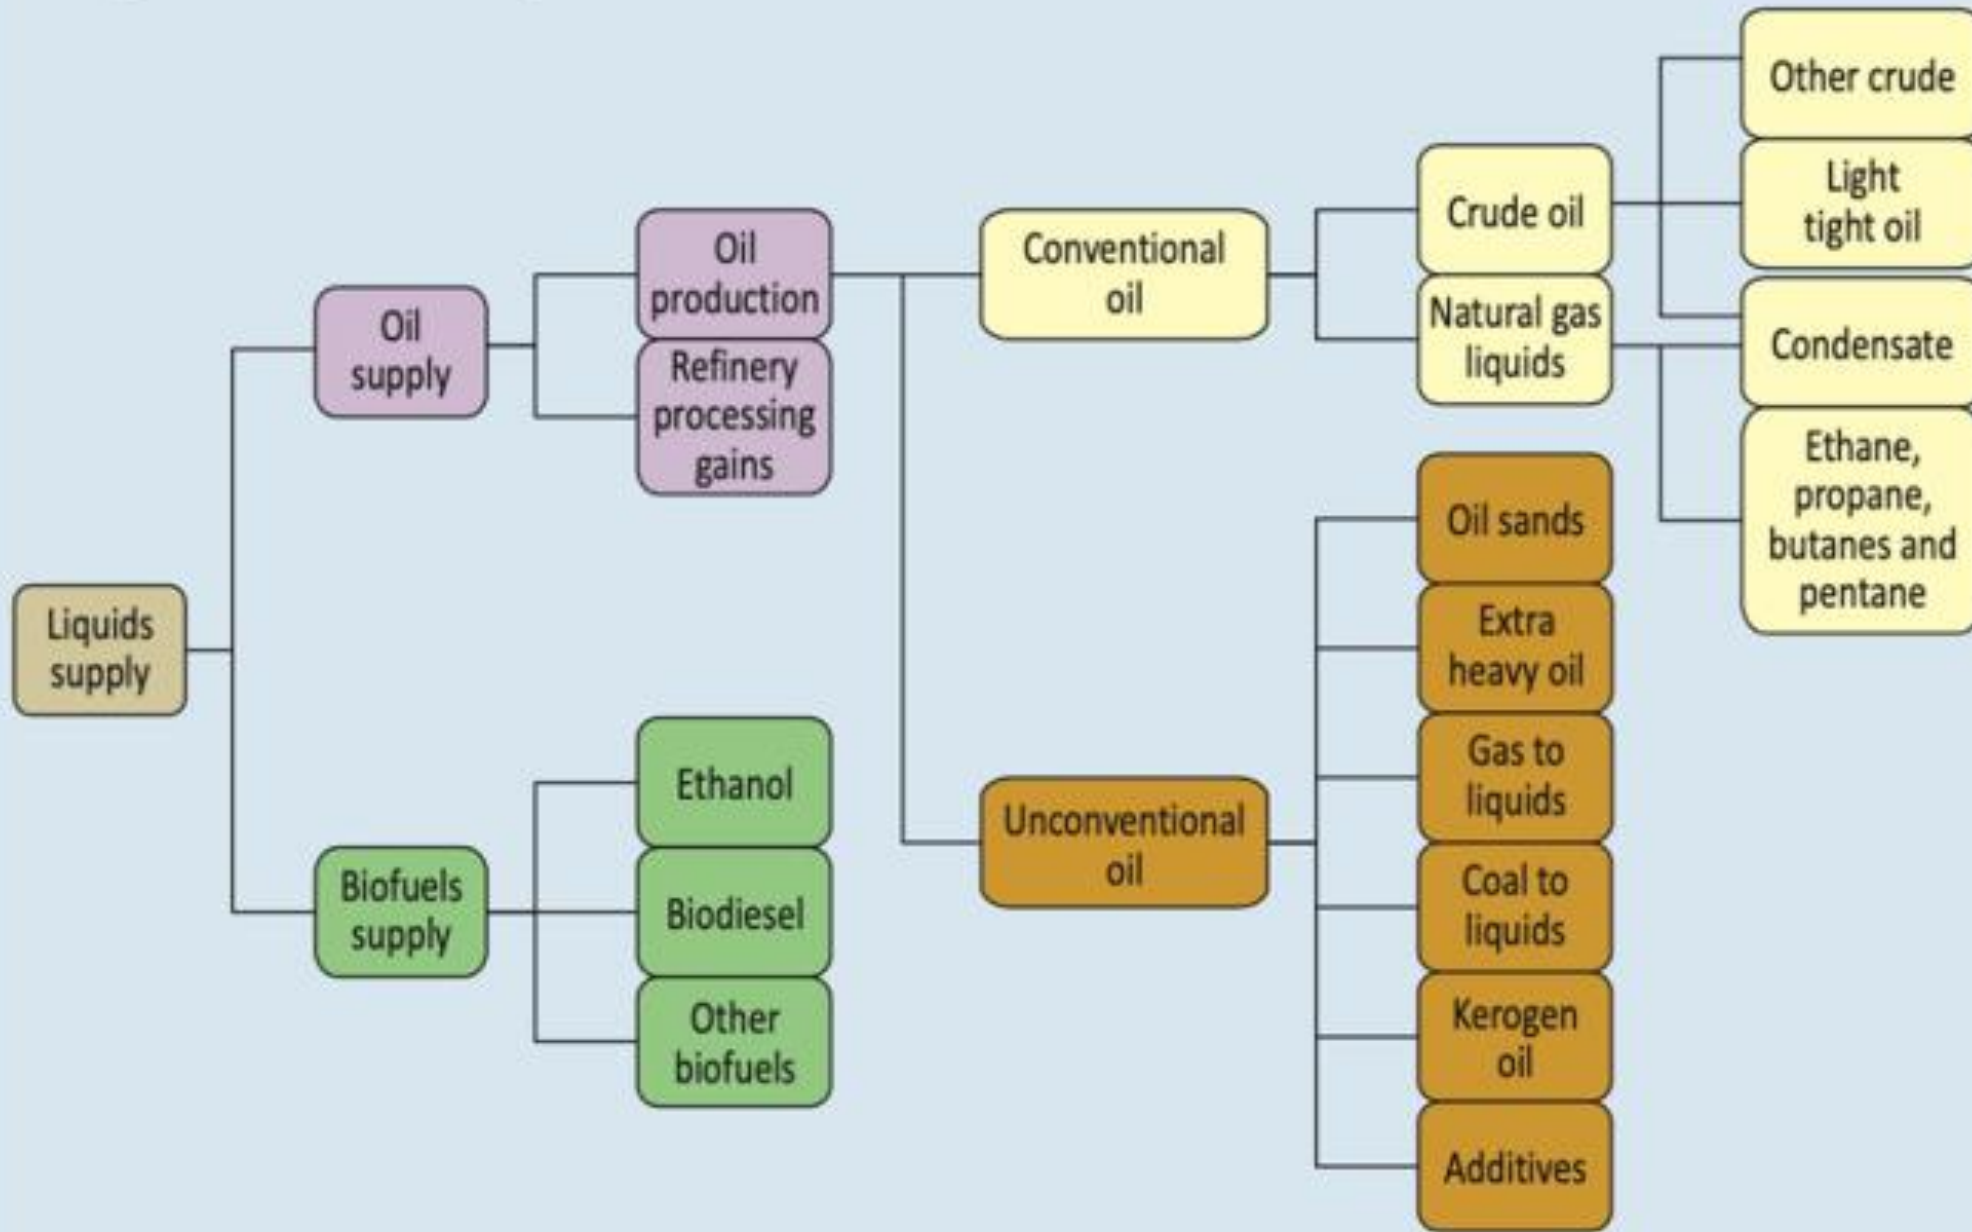 Liquids
supply
Oil
supply
Biofuels
supply
Oil
production
Refinery
processing
gains
Ethanol
Biodiesel
Other
biofuels
Conventional
oil
Unconventional
oil
Crude oil
Natural gas
liquids
Oil sands
Extra
heavy oil
Gas to
liquids
Coal to
liquids
Kerogen
oil
Additives
Other crude
Light
tight oil
Condensate
Ethane,
propane,
butanes and
pentane